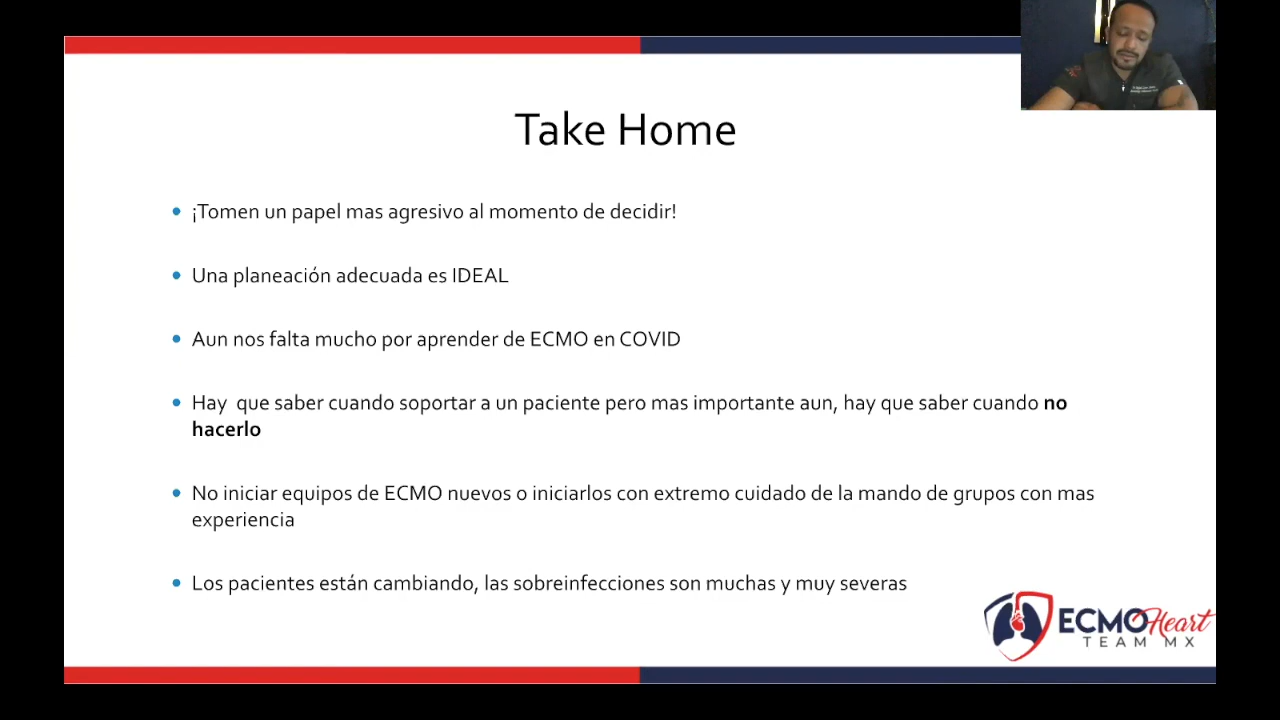 Take Home
¡Tomen un papel mas agresivo al momento de decidir!
Una planeación adecuada es IDEAL
Aun nos falta mucho por aprender de ECMO en COVID
Hay que saber cuando soportar a un paciente pero mas importante aun, hay que saber cuando no
hacerlo
No iniciar equipos de ECMO nuevos o iniciarlos con extremo cuidado de la mando de grupos con mas
experiencia
Los pacientes están cambiando, las sobreinfecciones son muchas y muy severas
ECMO Heart
TEAM MX